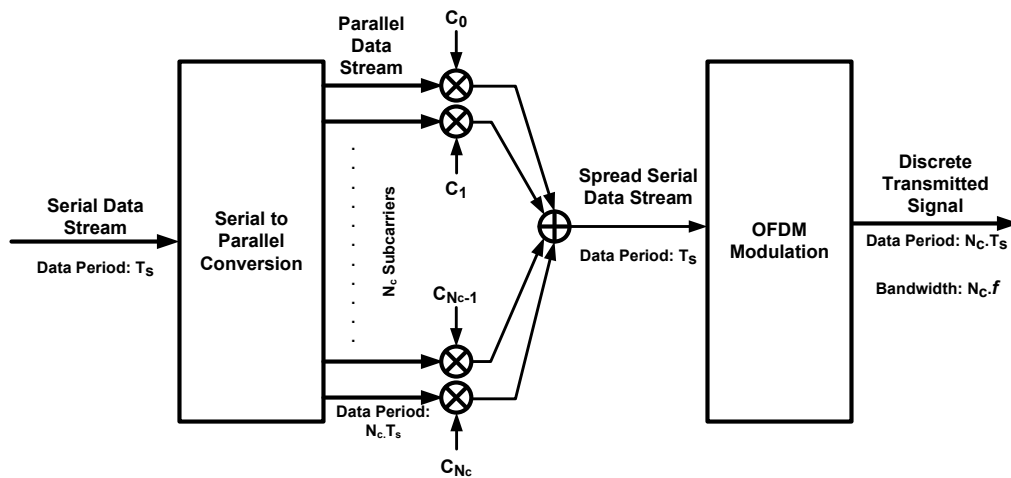 C0
Parallel
Data
Stream
C1
Serial Data
Stream
Data Period: Ts
Serial to
Parallel
Conversion
Nc Subcarriers
CNc-1
Data Period:
Nc.Ts
CNc
Spread Serial
Data Stream
Data Period: Ts
OFDM
Modulation
Discrete
Transmitted
Signal
Data Period: NC.TS
Bandwidth: NC.f